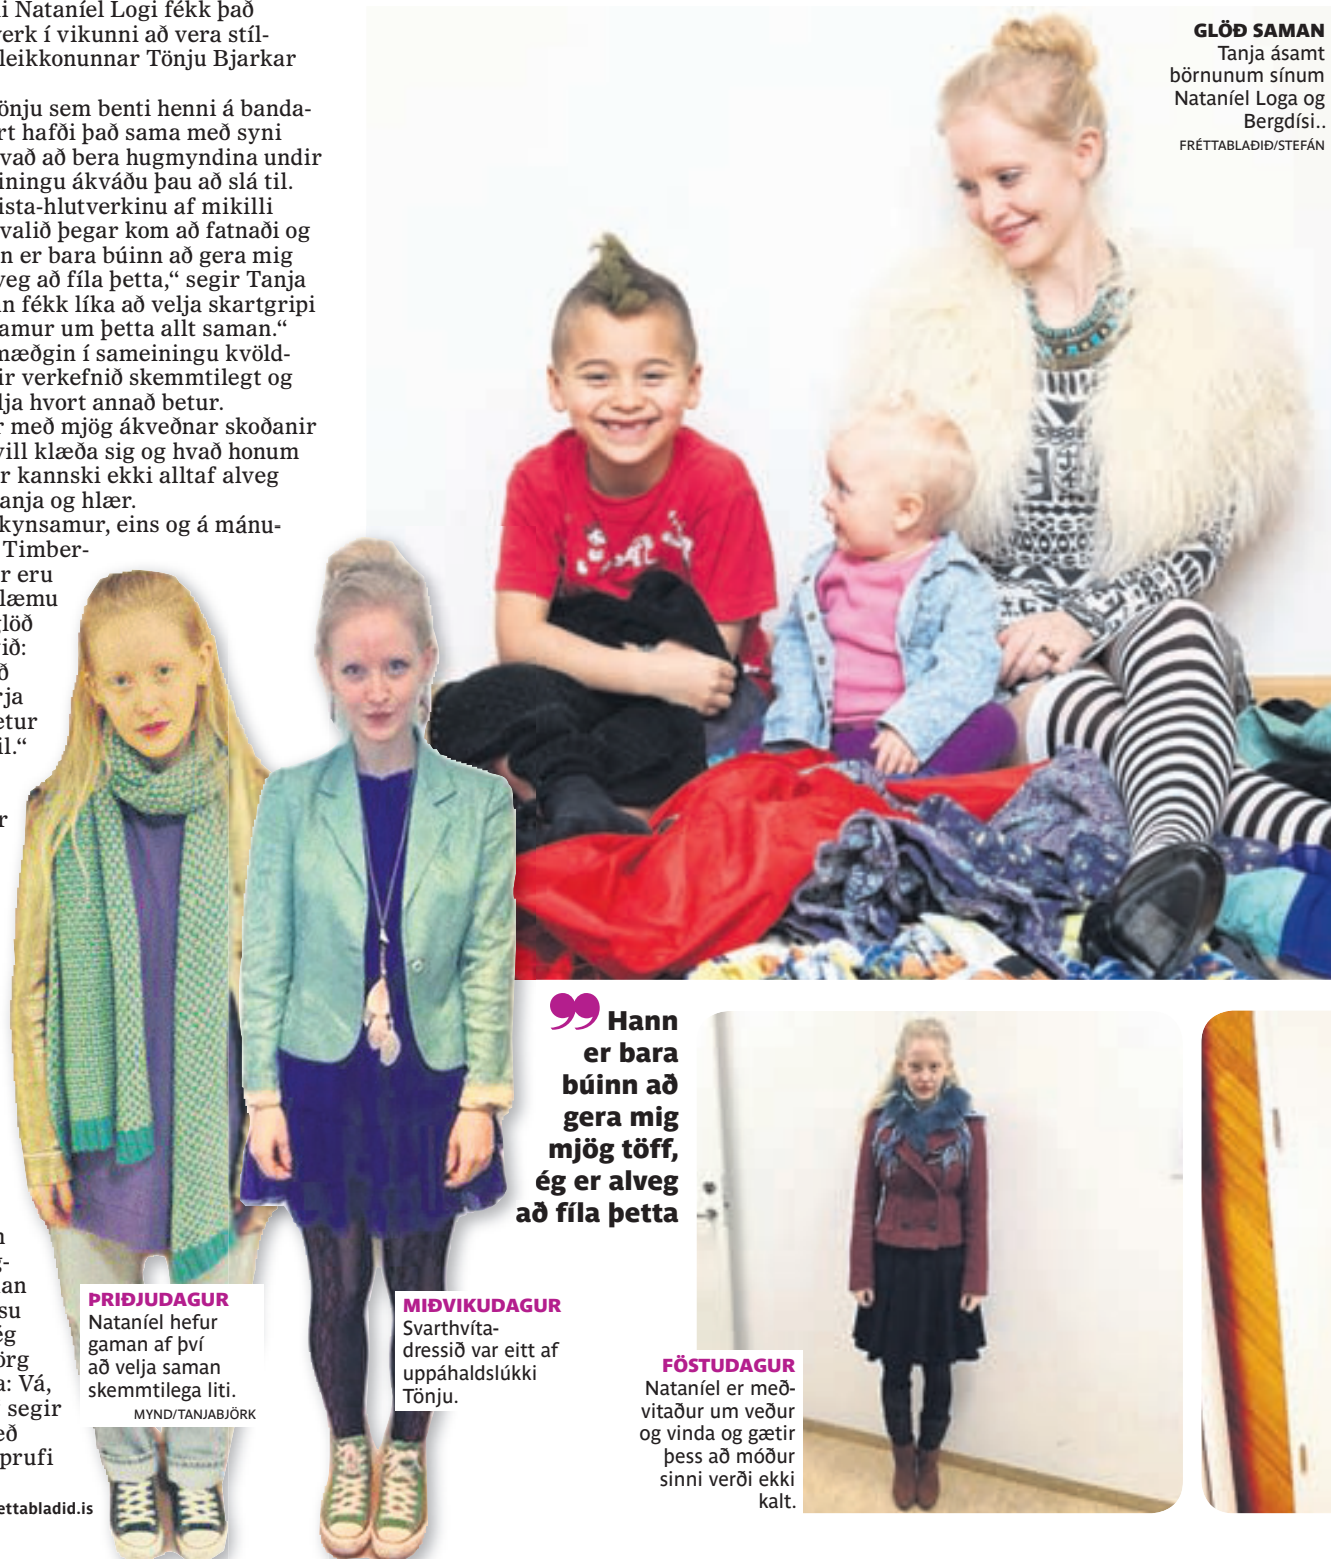 i Nataníel Logi fékk það
erk í vikunni að vera stíl-
leikkonunnar Tönju Bjarkar
önju sem benti henni á banda-
rt hafði það sama með syni
vað að bera hugmyndina undir
iningu ákváðu þau að slá til.
ista-hlutverkinu af mikilli
valið þegar kom að fatnaði og
n er bara búinn að gera mig
veg að fíla þetta,“ segir Tanja
n fékk líka að velja skartgripi
amur um þetta allt saman.“
mæðgin í sameiningu kvöld-
ir verkefnið skemmtilegt og
lja hvort annað betur.
r með mjög ákveðnar skoðanir
vill klæða sig og hvað honum
r kannski ekki alltaf alveg
anja og hlær.
kynsamur, eins og á mánu-
Timber-
r eru
læmu
glöð
ið:
ð
rja
etur
il.“
r
n
g-
an
su
ég
örg
a: Vá,
segir
eð
prufi
ettabladid.is
GLÖÐ SAMAN
Tanja ásamt
börnunum sínum
Nataníel Loga og
Bergdísi..
FRÉTTABLAÐIÐ/STEFÁN
Hann
er bara
búinn að
gera mig
mjög töff,
ég er alveg
að fíla þetta
ÞRIÐJUDAGUR
Nataníel hefur
gaman af því
að velja saman
skemmtilega liti.
MYND/TANJABJÖRK
MIÐVIKUDAGUR
Svarthvíta-
dressið var eitt af
uppáhaldslúkki
Tönju.
FÖSTUDAGUR
Nataníel er með-
vitaður um veður
og vinda og gætir
þess að móður
sinni verði ekki
kalt.